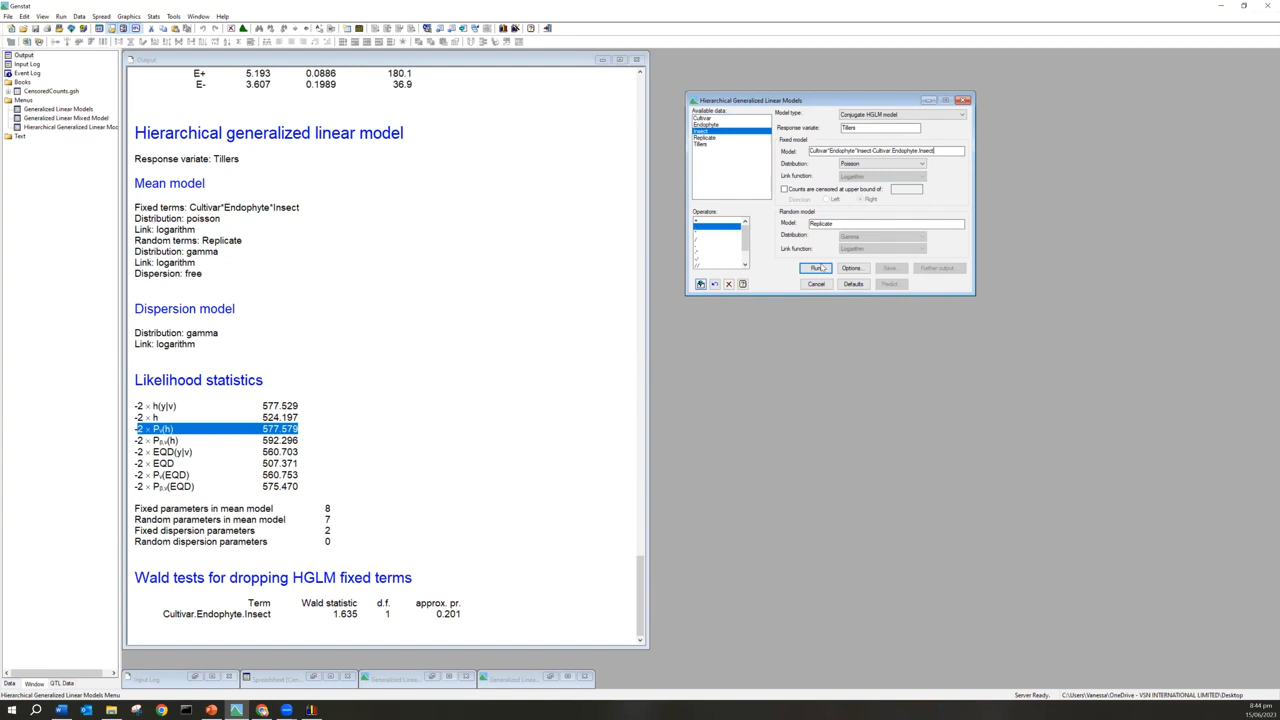 Genstat
File Edit View Run Data Spread Graphics Stats Tools Window Help
Output
Input Log
Event Log
Books
CensoredCounts.gsh
Menus
Generalized Linear Models
Generalized Linear Mixed Model
Hierarchical Generalized Linear Moc
Text
Output
E+ 5.193 0.0886 180.1
E- 3.607 0.1989 36.9
Hierarchical generalized linear model
Response variate: Tillers
Mean model
Fixed terms: Cultivar*Endophyte*Insect
Distribution: poisson
Link: logarithm
Random terms: Replicate
Distribution: gamma
Link: logarithm
Dispersion: free
Dispersion model
Distribution: gamma
Link: logarithm
Likelihood statistics
-2 × h(y|v) 577.529
-2 × h 524.197
-2 × Pv(h) 577.579
-2 × Pβ,v(h) 592.296
-2 × EQD(y|v) 560.703
-2 × EQD 507.371
-2 × Pv(EQD) 560.753
-2 × Pβ,v(EQD) 575.470
Fixed parameters in mean model 8
Random parameters in mean model 7
Fixed dispersion parameters 2
Random dispersion parameters 0
Wald tests for dropping HGLM fixed terms
Term Wald statistic d.f. approx. pr.
Cultivar.Endophyte.Insect 1.635 1 0.201
Hierarchical Generalized Linear Models
Available data:
Cultivar
Endophyte
Insect
Replicate
Tillers
Model type: Conjugate HGLM model
Response variate: Tillers
Fixed model
Model: Cultivar*Endophyte*Insect-Cultivar.Endophyte.Insect
Distribution: Poisson
Link function: Logarithm
Counts are censored at upper bound of:
Direction Left Right
Operators:
Random model
Model: Replicate
Distribution: Gamma
Link function: Logarithm
Run Options... Save... Further output...
Cancel Defaults Predict...
Input Log
Spreadsheet [Cen...
Generalized Linea...
Generalized Linea...
Data Window QTL Data
Hierarchical Generalized Linear Models Menu
Server Ready.
C:\Users\Vanessa\OneDrive - VSN INTERNATIONAL LIMITED\Desktop
8:44 pm
15/06/2023